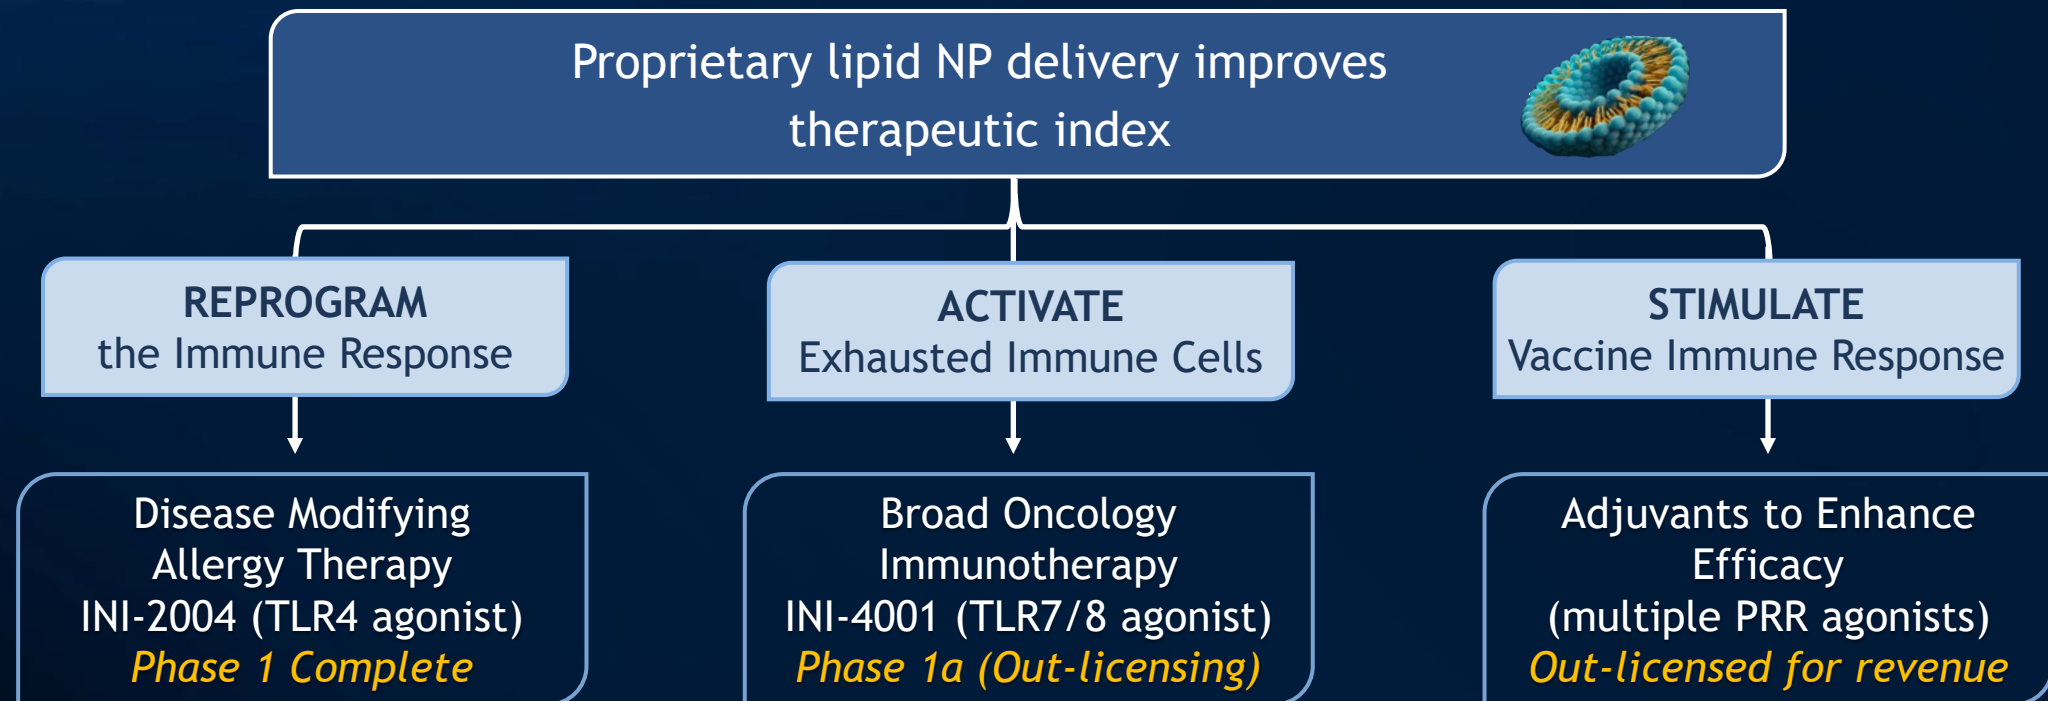 Proprietary lipid NP delivery improves
therapeutic index
REPROGRAM
the Immune Response
ACTIVATE
Exhausted Immune Cells
STIMULATE
Vaccine Immune Response
Disease Modifying
Allergy Therapy
INI-2004 (TLR4 agonist)
Phase 1 Complete
Broad Oncology
Immunotherapy
INI-4001 (TLR7/8 agonist)
Phase 1a (Out-licensing)
Adjuvants to Enhance
Efficacy
(multiple PRR agonists)
Out-licensed for revenue